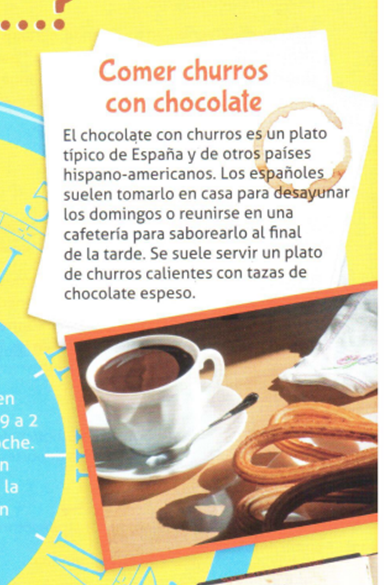 ...?
Comer churros
con chocolate
El chocolate con churros es un plato
típico de España y de otros países
hispano-americanos. Los españoles
suelen tomarlo en casa para desayunar
los domingos o reunirse en una
cafetería para saborearlo al final
de la tarde. Se suele servir un plato
de churros calientes con tazas de
chocolate espeso.
en
9 a 2
oche.
n
la
n